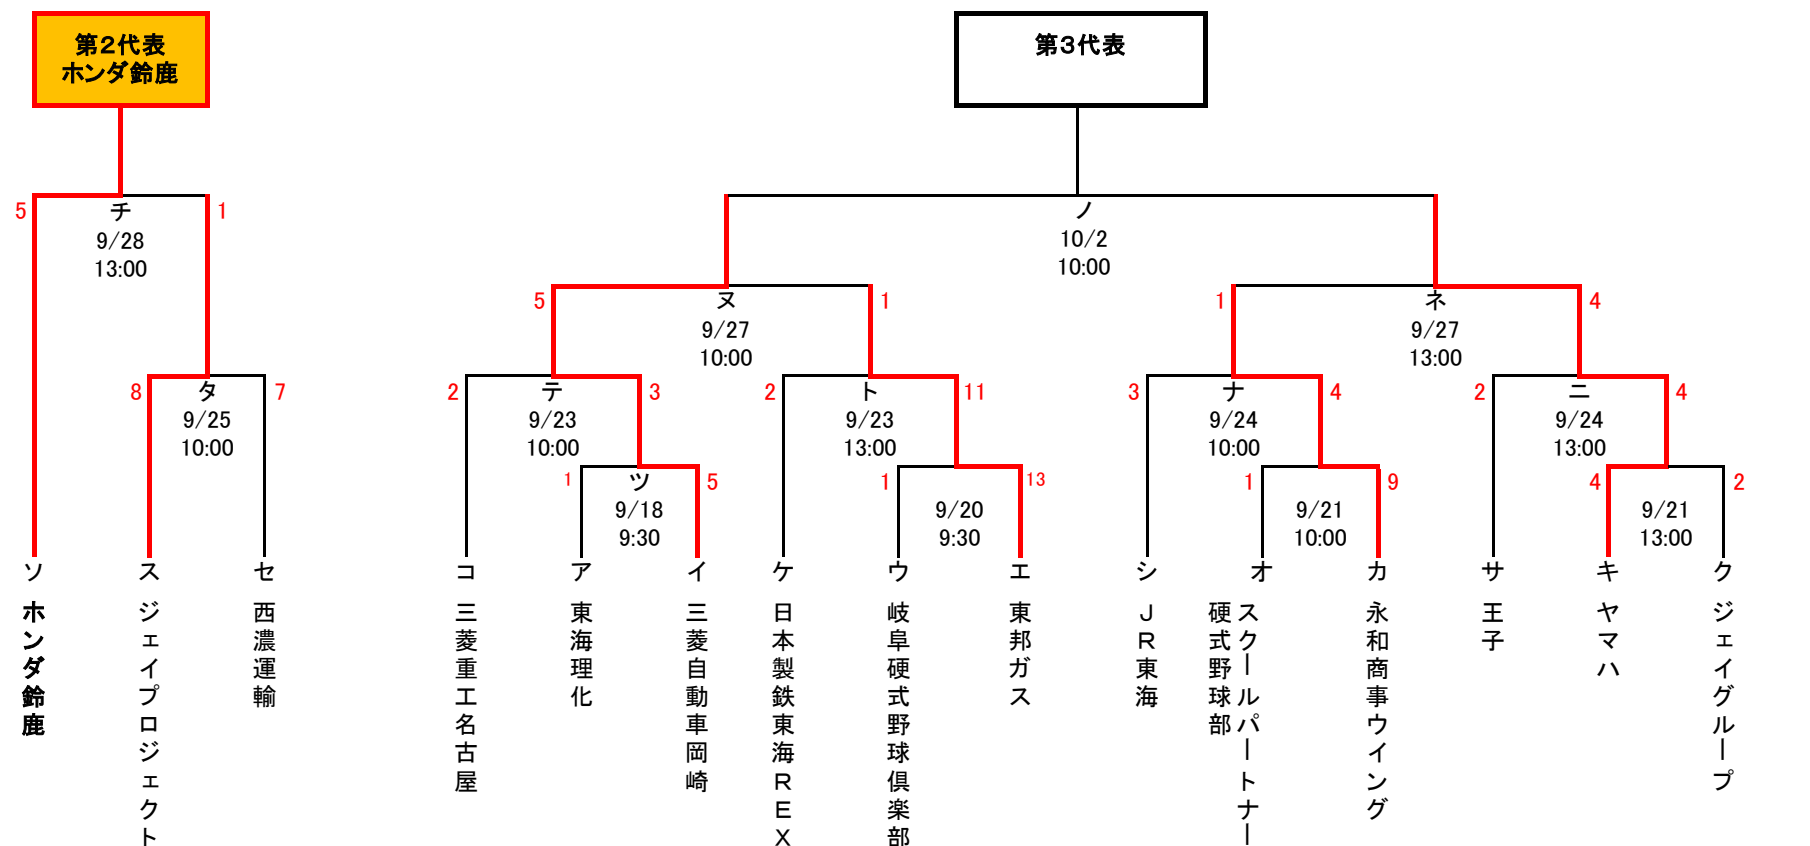 第2代表
ホンダ鈴鹿
第3代表
5
チ
1
9/28
13:00
ノ
10/2
10:00
5
ヌ
1
9/27
10:00
1
ネ
4
9/27
13:00
8
タ
7
9/25
10:00
2
テ
3
9/23
10:00
2
ト
11
9/23
13:00
3
ナ
4
9/24
10:00
2
ニ
4
9/24
13:00
1
ツ
5
9/18
9:30
1
13
9/20
9:30
1
9
9/21
10:00
4
2
9/21
13:00
ソ
ホンダ鈴鹿
ス
ジェイプロジェクト
セ
西濃運輸
コ
三菱重工名古屋
ア
東海理化
イ
三菱自動車岡崎
ケ
日本製鉄東海REX
ウ
岐阜硬式野球倶楽部
エ
東邦ガス
シ
JR東海
オ
スクールパートナー
硬式野球部
カ
永和商事ウイング
サ
王子
キ
ヤマハ
ク
ジェイグループ